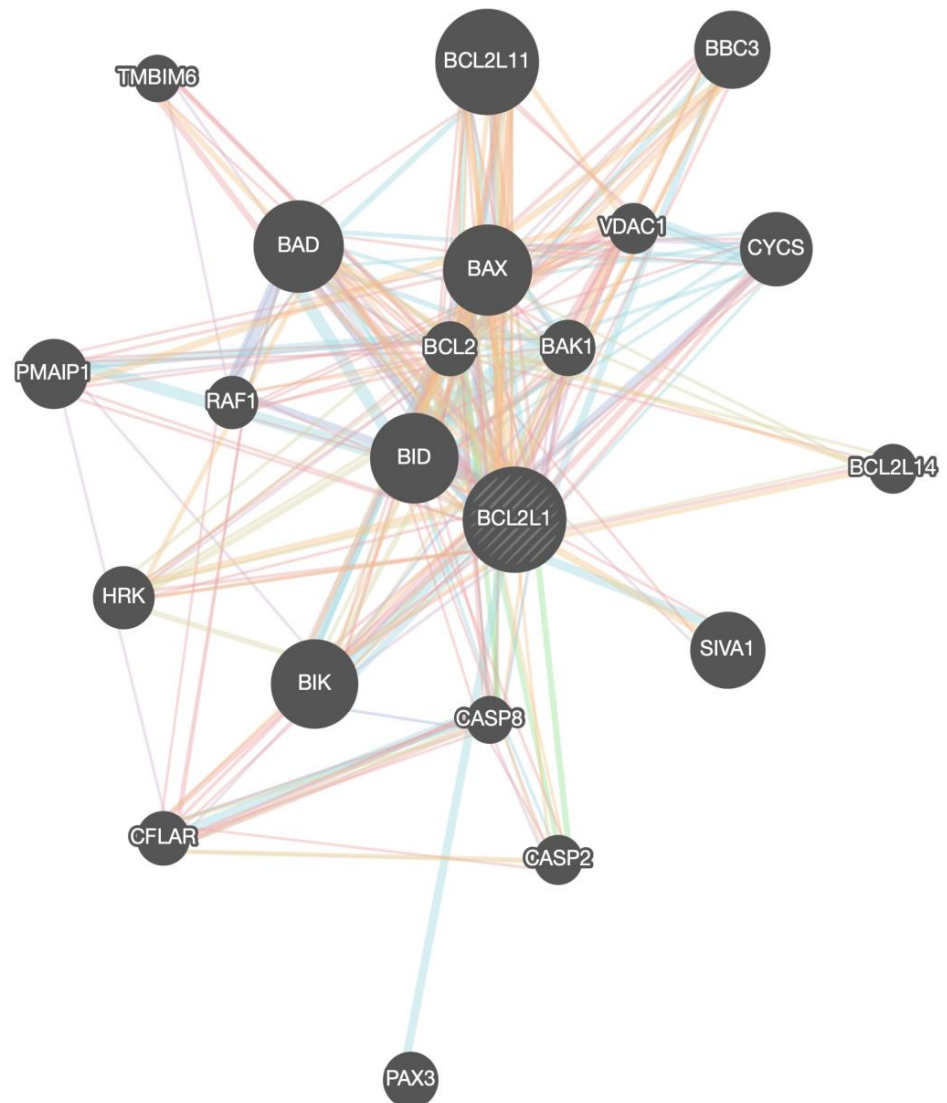 BCL2L11
BBC3
TMBIM6
VDAC1
BAD
CYCS
BAX
BCL2
BAK1
PMAIP1
RAF1
BID
BCL2L14
BCL2L1
HRK
SIVA1
BIK
CASP8
CFLAR
CASP2
PAX3